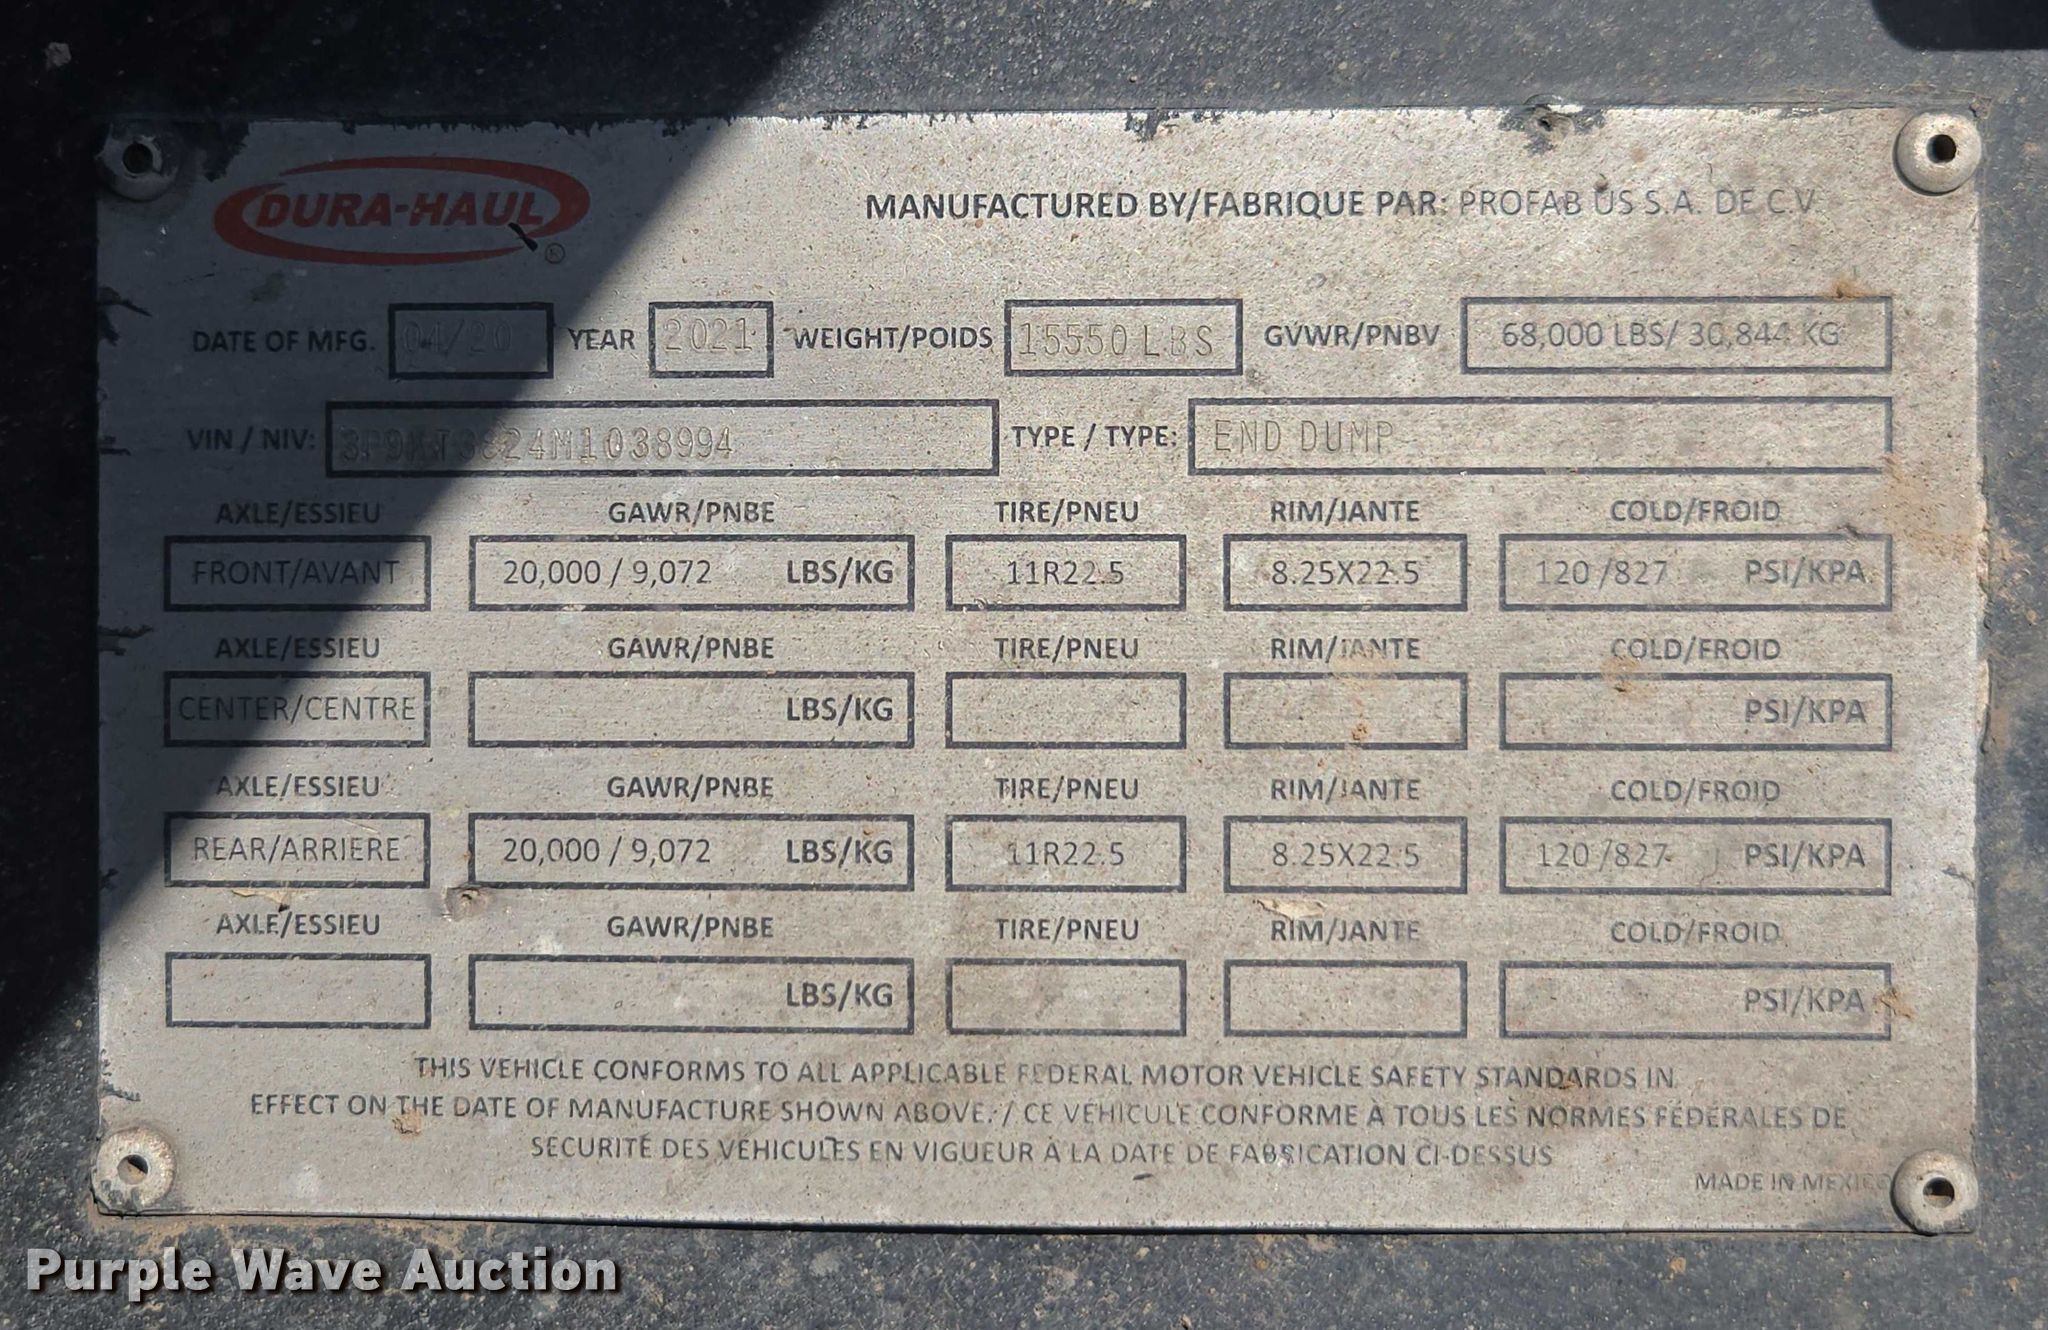 DURA-HAUL ®
MANUFACTURED BY/FABRIQUE PAR: PROFAB US S.A. DE C.V.
DATE OF MFG. 04/20 YEAR 2021 WEIGHT/POIDS 15550 LBS GVWR/PNBV 68,000 LBS/ 30,844 KG
VIN / NIV: TYPE / TYPE: END DUMP
AXLE/ESSIEU GAWR/PNBE TIRE/PNEU RIM/JANTE COLD/FROID
FRONT/AVANT 20,000 / 9,072 LBS/KG 11R22.5 8.25X22.5 120 /827 PSI/KPA
AXLE/ESSIEU GAWR/PNBE TIRE/PNEU RIM/JANTE COLD/FROID
CENTER/CENTRE LBS/KG PSI/KPA
AXLE/ESSIEU GAWR/PNBE TIRE/PNEU RIM/JANTE COLD/FROID
REAR/ARRIERE 20,000 / 9,072 LBS/KG 11R22.5 8.25X22.5 120 /827 PSI/KPA
AXLE/ESSIEU GAWR/PNBE TIRE/PNEU RIM/JANTE COLD/FROID
LBS/KG PSI/KPA
THIS VEHICLE CONFORMS TO ALL APPLICABLE FEDERAL MOTOR VEHICLE SAFETY STANDARDS IN
EFFECT ON THE DATE OF MANUFACTURE SHOWN ABOVE. / CE VÉHICULE CONFORME À TOUS LES NORMES FÉDÉRALES DE
SÉCURITÉ DES VÉHICULES EN VIGUEUR À LA DATE DE FABRICATION CI-DESSUS
MADE IN MEXICO
Purple Wave Auction